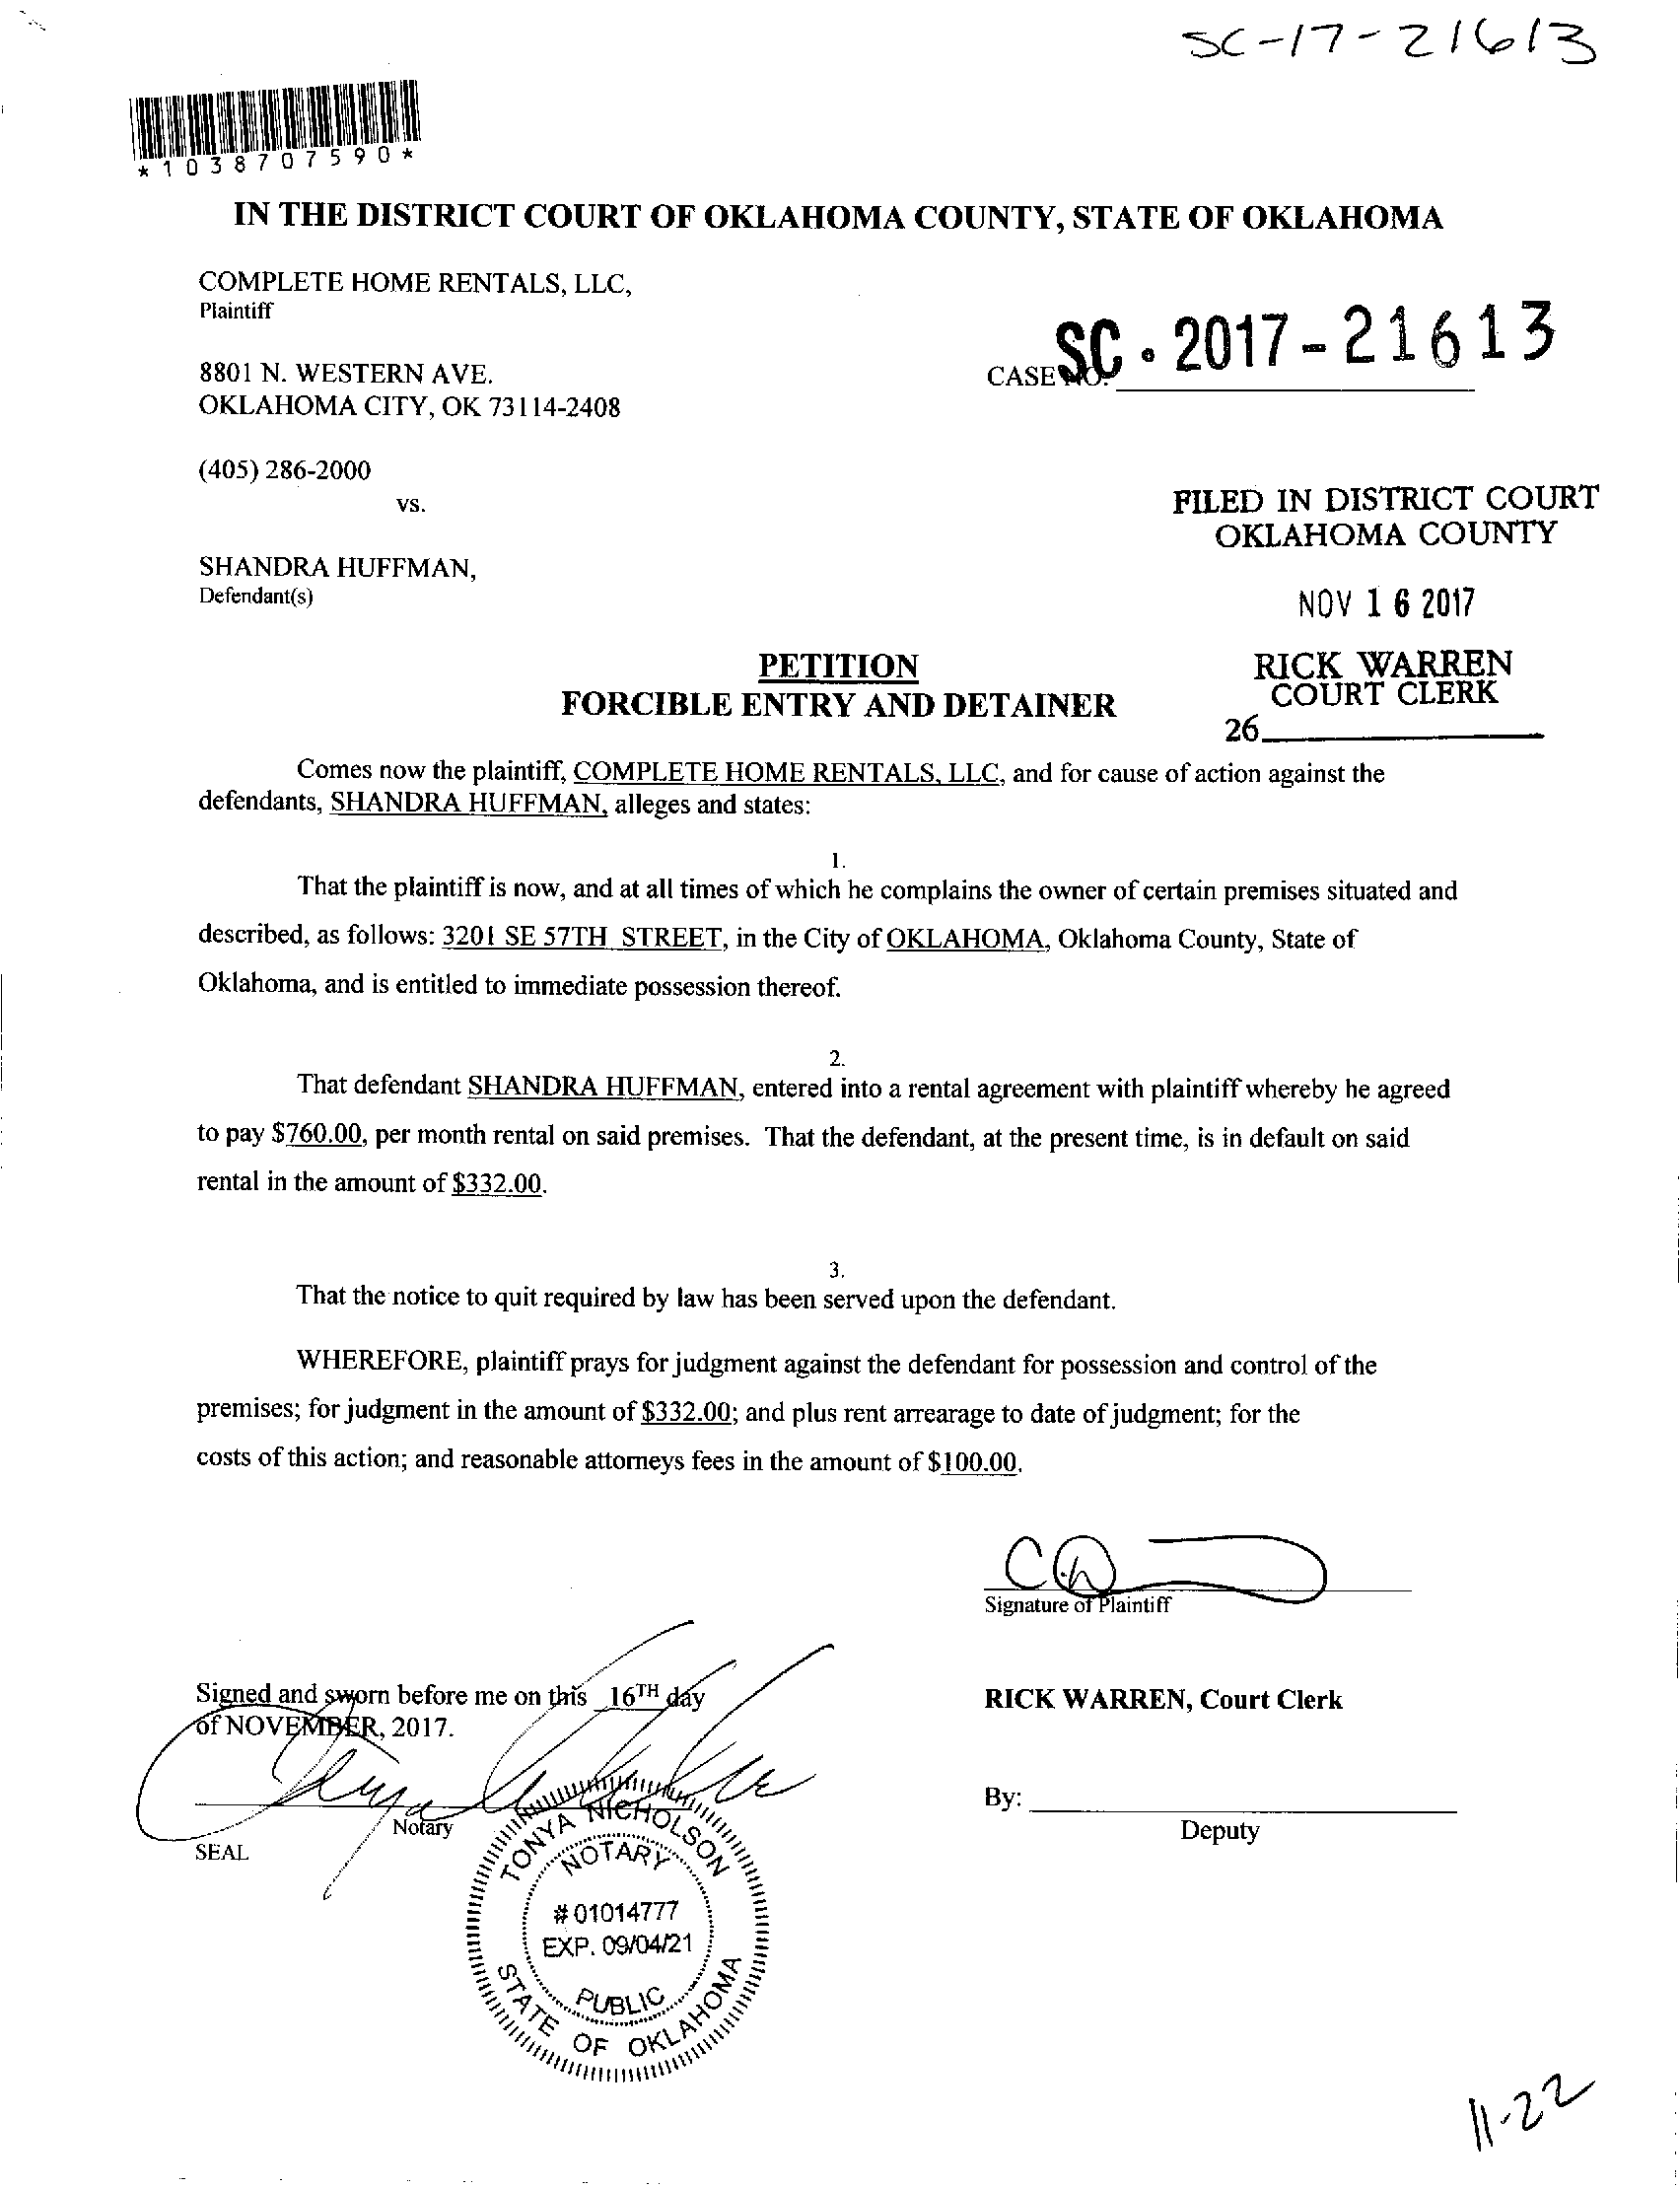 SC-17-21613
*1038707590*
IN THE DISTRICT COURT OF OKLAHOMA COUNTY, STATE OF OKLAHOMA
COMPLETE HOME RENTALS, LLC,
Plaintiff
8801 N. WESTERN AVE.
OKLAHOMA CITY, OK 73114-2408
CASE NO. SC-2017-21613
(405) 286-2000
vs.
FILED IN DISTRICT COURT
OKLAHOMA COUNTY
SHANDRA HUFFMAN,
Defendant(s)
NOV 16 2017
RICK WARREN
COURT CLERK
26
PETITION
FORCIBLE ENTRY AND DETAINER
Comes now the plaintiff, COMPLETE HOME RENTALS, LLC, and for cause of action against the
defendants, SHANDRA HUFFMAN, alleges and states:
1.
That the plaintiff is now, and at all times of which he complains the owner of certain premises situated and
described, as follows: 3201 SE 57TH STREET, in the City of OKLAHOMA, Oklahoma County, State of
Oklahoma, and is entitled to immediate possession thereof.
2.
That defendant SHANDRA HUFFMAN, entered into a rental agreement with plaintiff whereby he agreed
to pay $760.00, per month rental on said premises. That the defendant, at the present time, is in default on said
rental in the amount of $332.00.
3.
That the notice to quit required by law has been served upon the defendant.
WHEREFORE, plaintiff prays for judgment against the defendant for possession and control of the
premises; for judgment in the amount of $332.00; and plus rent arrearage to date of judgment; for the
costs of this action; and reasonable attorneys fees in the amount of $100.00.
Signature of Plaintiff
Signed and sworn before me on this 16TH day
of NOVEMBER, 2017.
RICK WARREN, Court Clerk
Notary
SEAL
By:
Deputy
TONYA NICHOLSON
NOTARY
#01014777
EXP. 09/04/21
PUBLIC
STATE OF OKLAHOMA
11-22